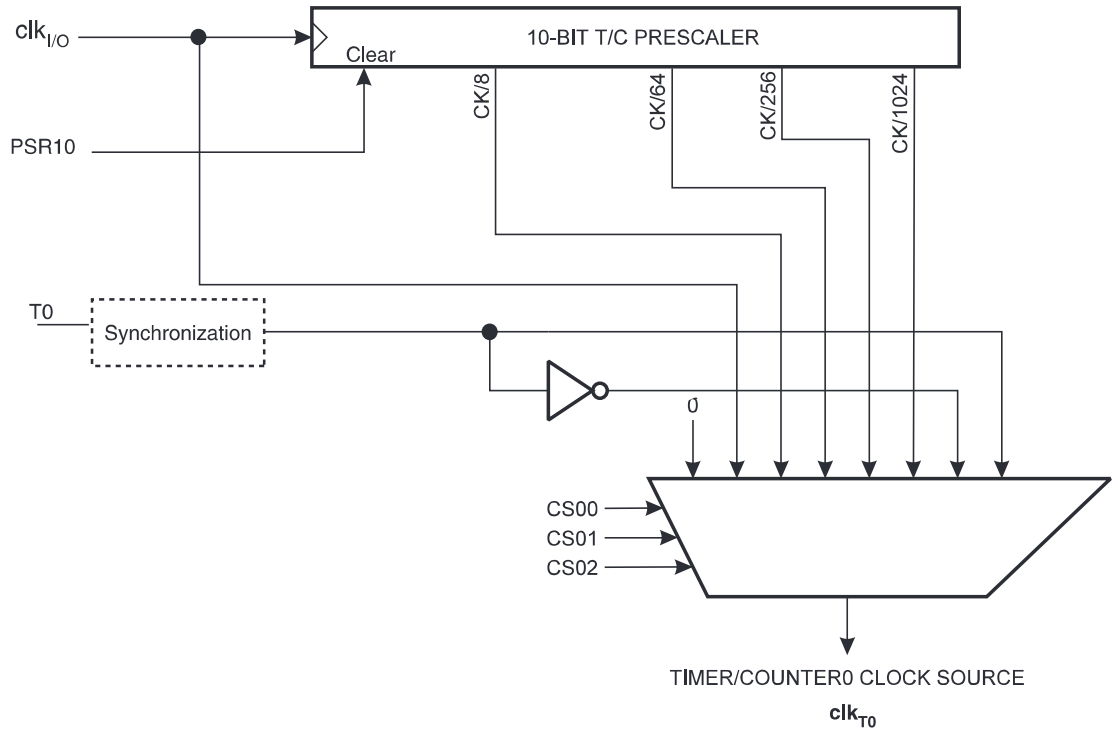 clkI/O
10-BIT T/C PRESCALER
Clear
CK/8
CK/64
CK/256
CK/1024
PSR10
T0
Synchronization
0
CS00
CS01
CS02
TIMER/COUNTER0 CLOCK SOURCE
clkT0